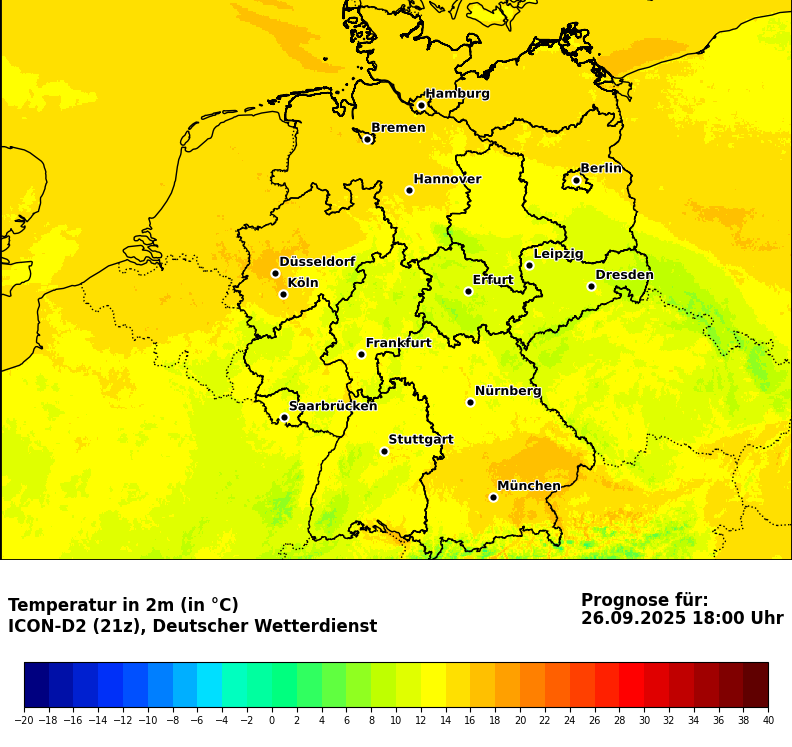 Hamburg
Bremen
Berlin
Hannover
Leipzig
Düsseldorf
Dresden
Köln
Erfurt
Frankfurt
Nürnberg
Saarbrücken
Stuttgart
München
Temperatur in 2m (in °C)
ICON-D2 (21z), Deutscher Wetterdienst
Prognose für:
26.09.2025 18:00 Uhr
−20 −18 −16 −14 −12 −10 −8 −6 −4 −2 0 2 4 6 8 10 12 14 16 18 20 22 24 26 28 30 32 34 36 38 40